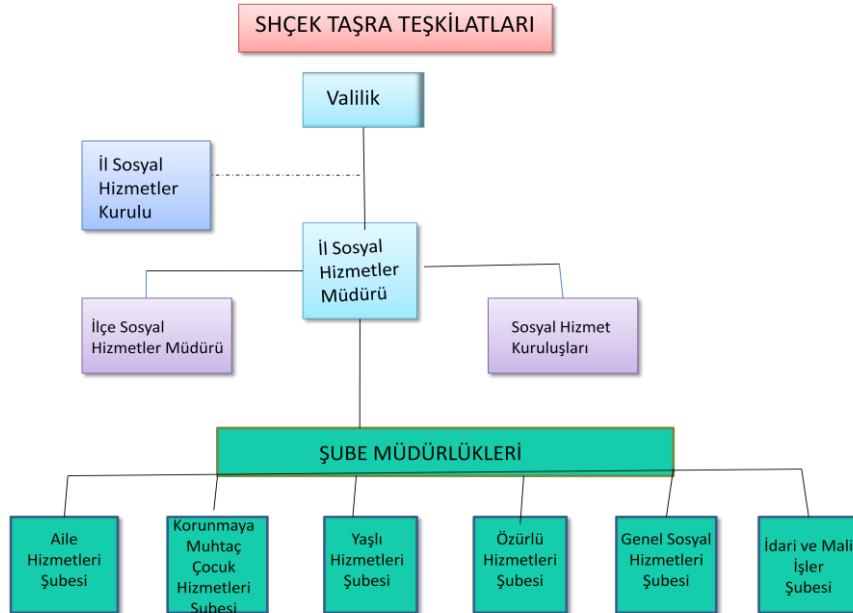 SHÇEK TAŞRA TEŞKİLATLARI
Valilik
İl Sosyal
Hizmetler
Kurulu
İl Sosyal
Hizmetler
Müdürü
İlçe Sosyal
Hizmetler Müdürü
Sosyal Hizmet
Kuruluşları
ŞUBE MÜDÜRLÜKLERİ
Aile
Hizmetleri
Şubesi
Korunmaya
Muhtaç
Çocuk
Hizmetleri
Şubesi
Yaşlı
Hizmetleri
Şubesi
Özürlü
Hizmetleri
Şubesi
Genel Sosyal
Hizmetleri
Şubesi
İdari ve Mali
İşler
Şubesi